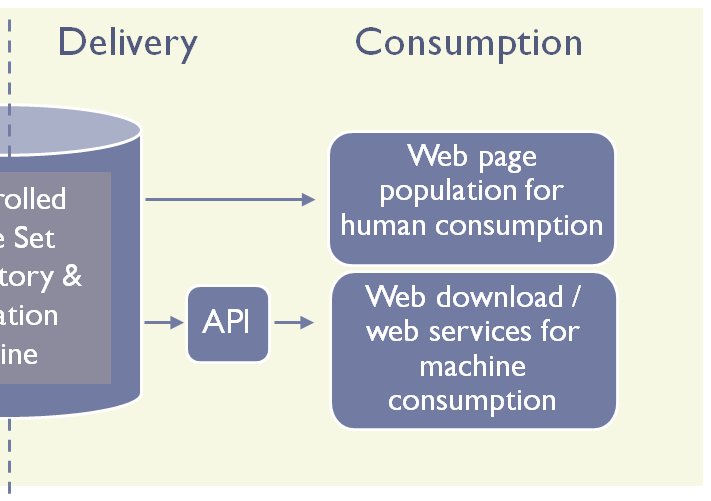 Delivery
Consumption
rolled
e Set
tory &
ation
ine
API
Web page
population for
human consumption
Web download /
web services for
machine
consumption